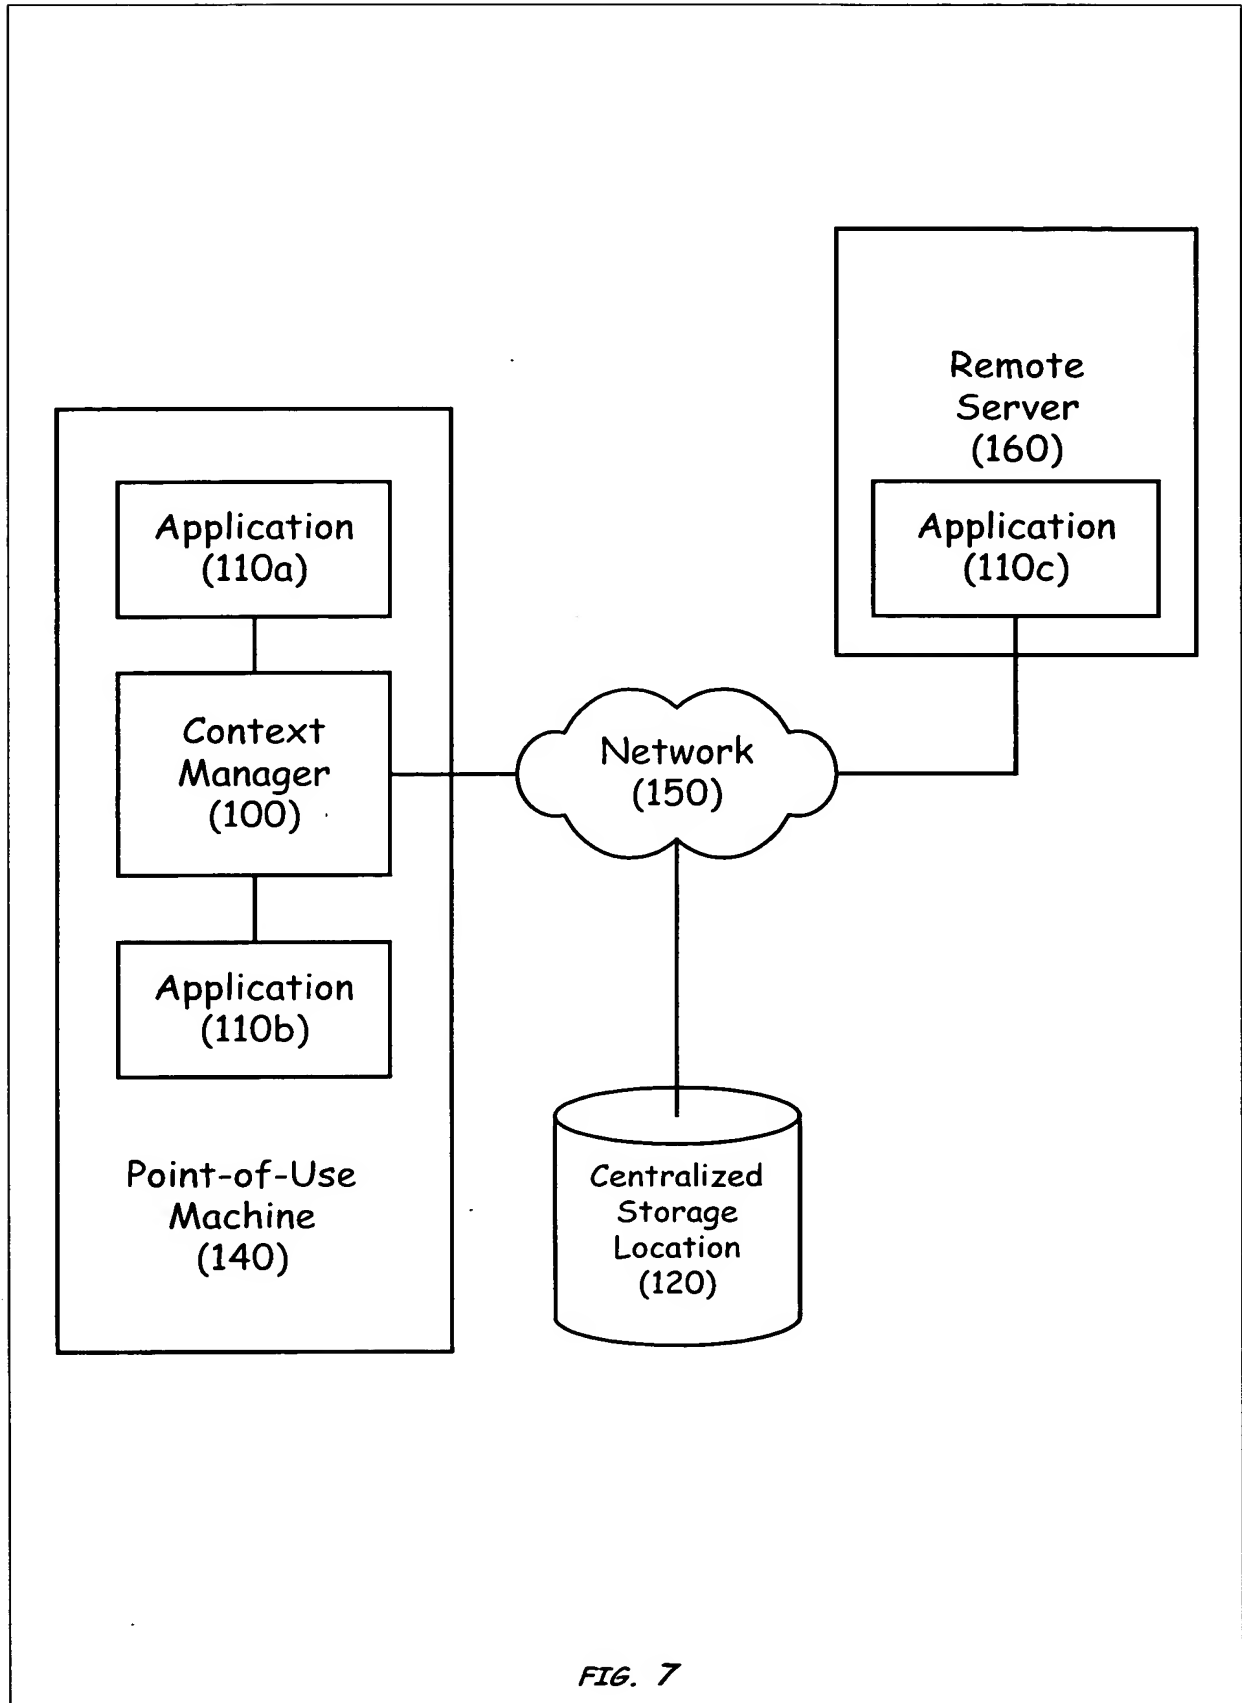 Remote
Server
(160)
Application
(110c)
Application
(110a)
Context
Manager
(100)
Application
(110b)
Point-of-Use
Machine
(140)
Network
(150)
Centralized
Storage
Location
(120)
FIG. 7